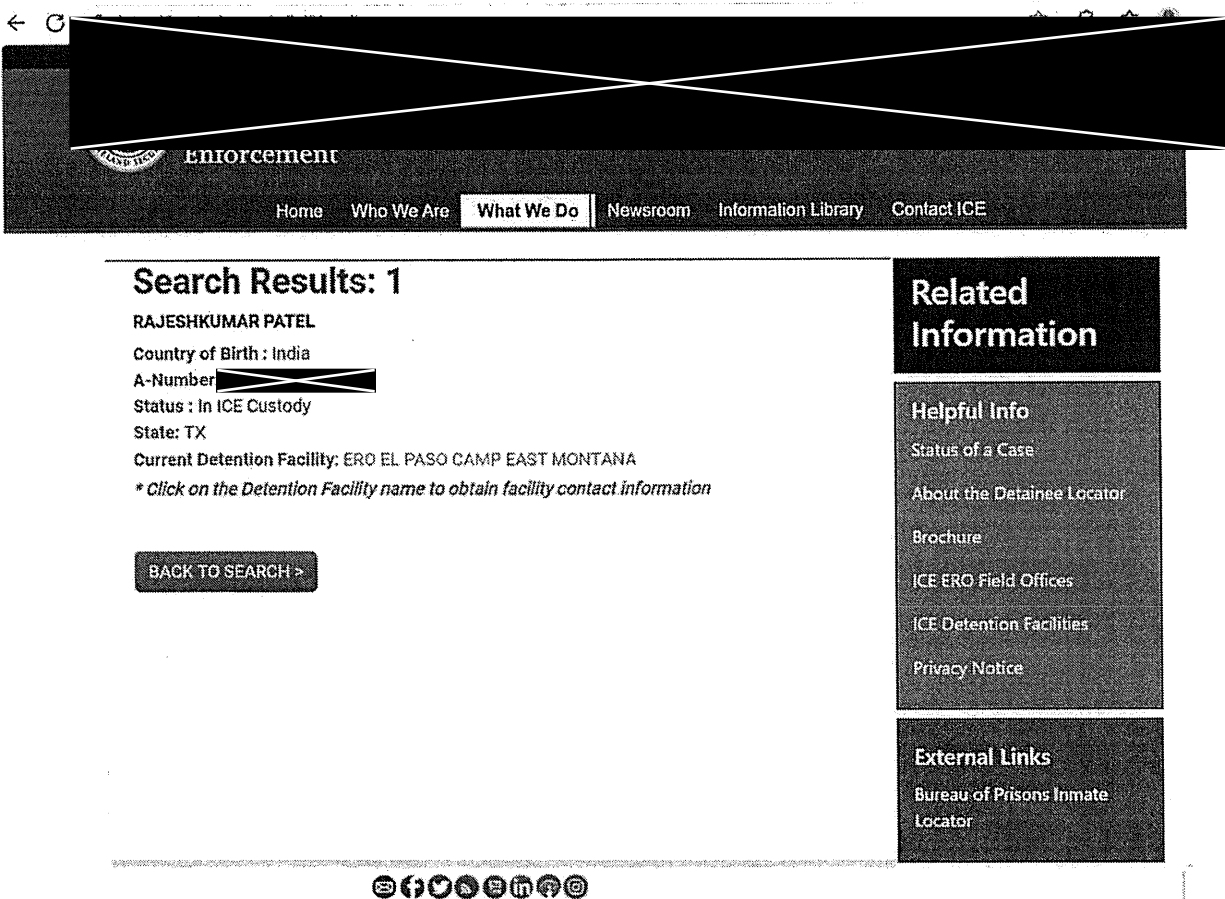 Enforcement
Home Who We Are What We Do Newsroom Information Library Contact ICE
Search Results: 1
RAJESHKUMAR PATEL
Country of Birth : India
A-Number
Status : In ICE Custody
State: TX
Current Detention Facility: ERO EL PASO CAMP EAST MONTANA
* Click on the Detention Facility name to obtain facility contact information
BACK TO SEARCH >
Related
Information
Helpful Info
Status of a Case
About the Detainee Locator
Brochure
ICE ERO Field Offices
ICE Detention Facilities
Privacy Notice
External Links
Bureau of Prisons Inmate
Locator